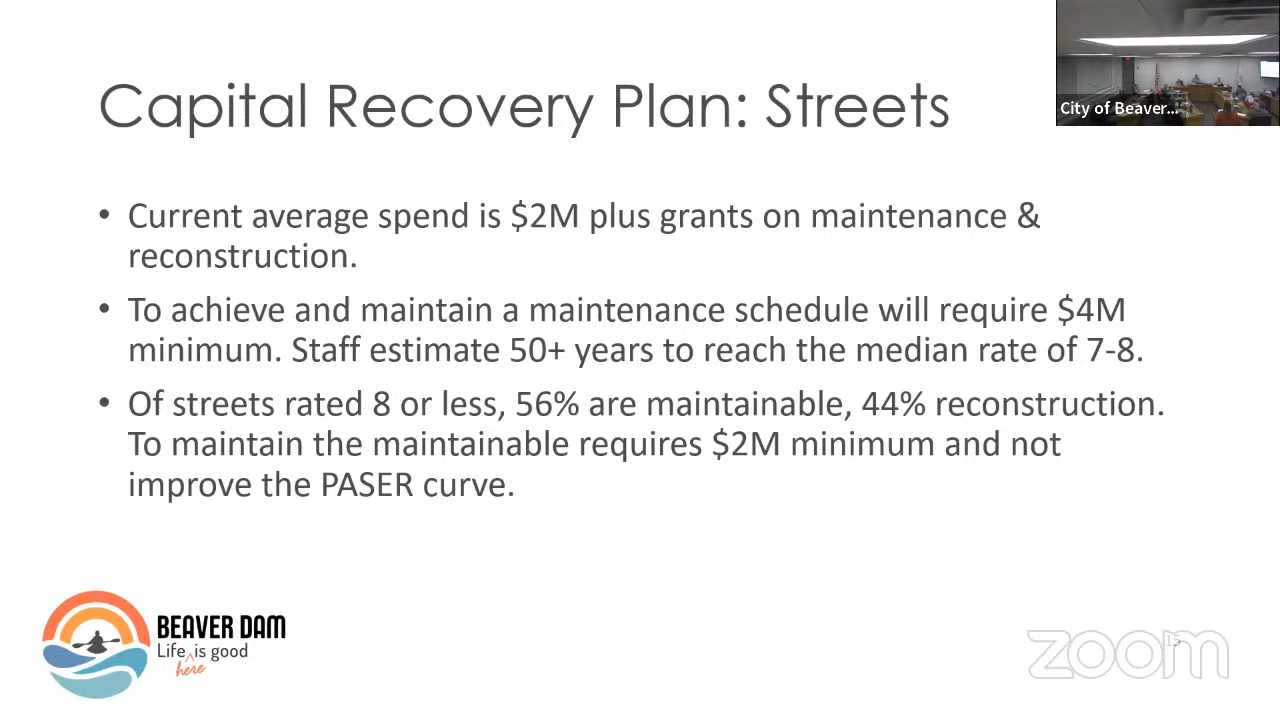 City of Beaver...
Capital Recovery Plan: Streets
• Current average spend is $2M plus grants on maintenance &
reconstruction.
• To achieve and maintain a maintenance schedule will require $4M
minimum. Staff estimate 50+ years to reach the median rate of 7-8.
• Of streets rated 8 or less, 56% are maintainable, 44% reconstruction.
To maintain the maintainable requires $2M minimum and not
improve the PASER curve.
BEAVER DAM
Life is good
here
15
zoom